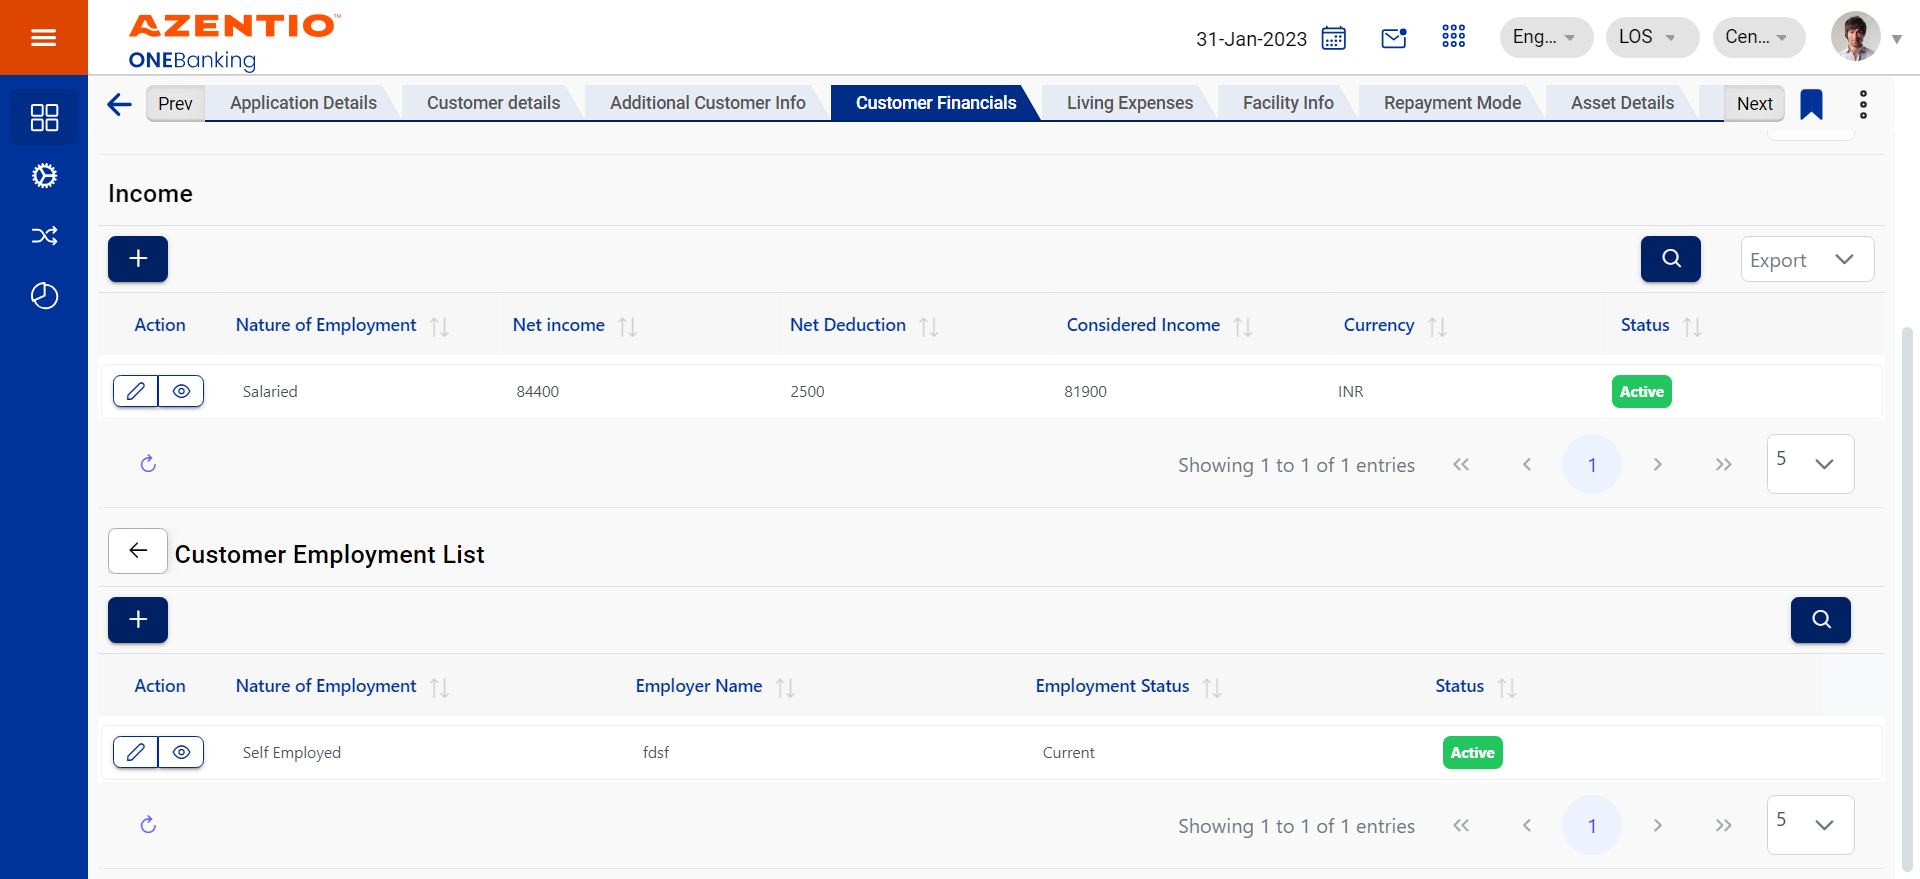 AZENTIO™
ONEBanking
31-Jan-2023
Eng...
LOS
Cen...
Prev
Application Details
Customer details
Additional Customer Info
Customer Financials
Living Expenses
Facility Info
Repayment Mode
Asset Details
Next
Income
Export
Action Nature of Employment Net income Net Deduction Considered Income Currency Status
Salaried 84400 2500 81900 INR Active
Showing 1 to 1 of 1 entries 1 5
Customer Employment List
Action Nature of Employment Employer Name Employment Status Status
Self Employed fdsf Current Active
Showing 1 to 1 of 1 entries 1 5